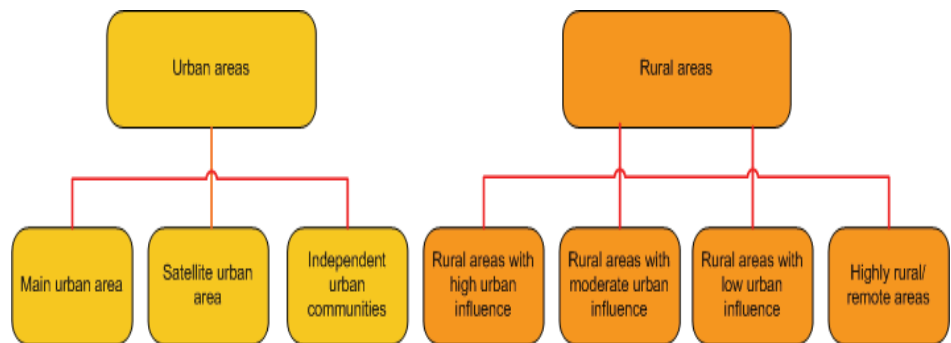 Urban areas
Rural areas
Main urban area
Satellite urban
area
Independent
urban
communities
Rural areas with
high urban
influence
Rural areas with
moderate urban
influence
Rural areas with
low urban
influence
Highly rural/
remote areas